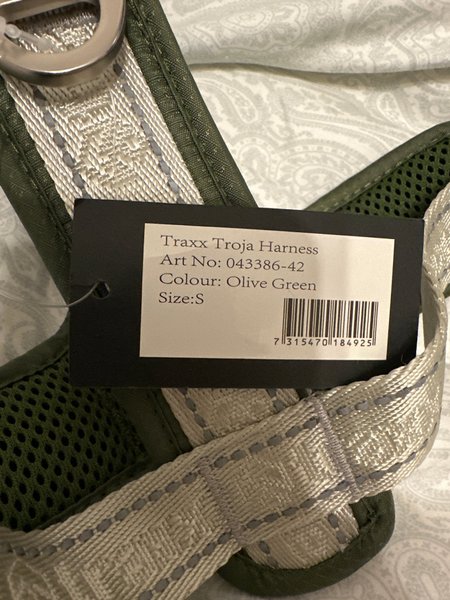 Traxx Troja Harness
Art No: 043386-42
Colour: Olive Green
Size:S
7 315470 184925